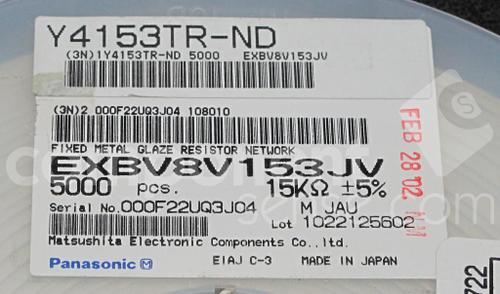 Y4153TR-ND
(3N)1Y4153TR-ND 5000 EXBV8V153JV
(3N)2 000F22UQ3J04 108010
FIXED METAL GLAZE RESISTOR NETWORK
EXBV8V153JV
5000 pcs. 15KΩ ±5%
Serial No. 000F22UQ3J04 M JAU
Lot 1022125602
Matsushita Electronic Components Co.,ltd.
Panasonic M EIAJ C-3 MADE IN JAPAN
FEB 28 '02
722